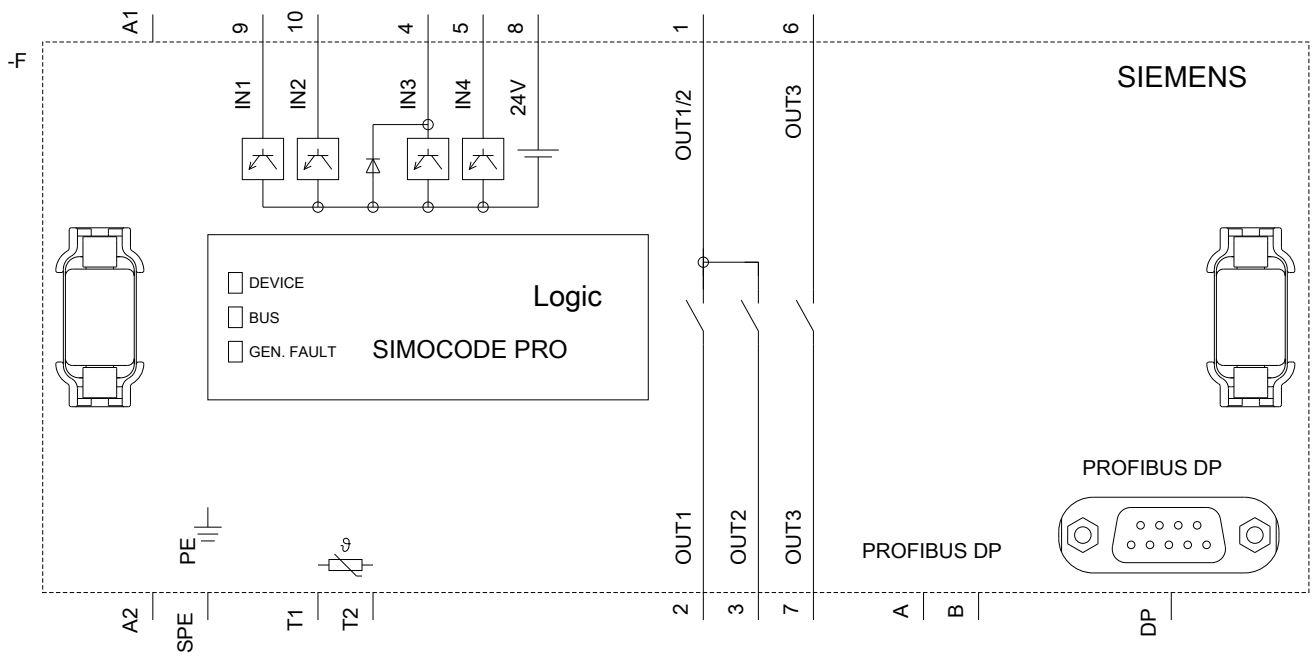 A1
9
10
4
5
8
1
6
-F
SIEMENS
IN1
IN2
IN3
IN4
24V
OUT1/2
OUT3
DEVICE
BUS
GEN. FAULT
Logic
SIMOCODE PRO
PROFIBUS DP
PE
ϑ
OUT1
OUT2
OUT3
PROFIBUS DP
A2
SPE
T1
T2
2
3
7
A
B
DP